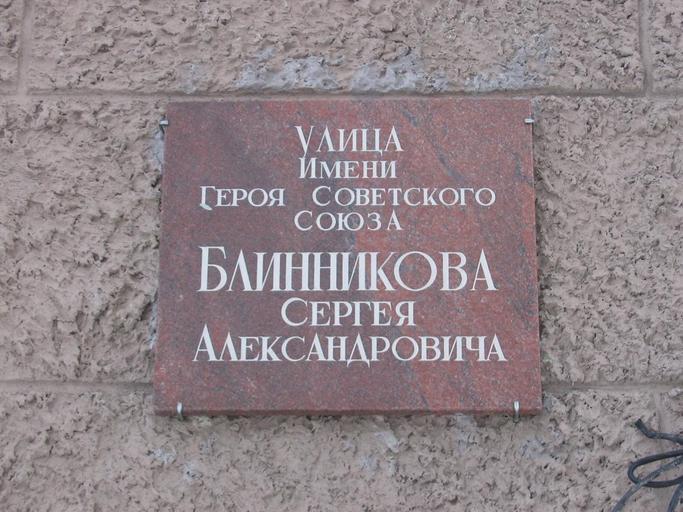 Улица
Имени
Героя Советского
Союза
Блинникова
Сергея
Александровича